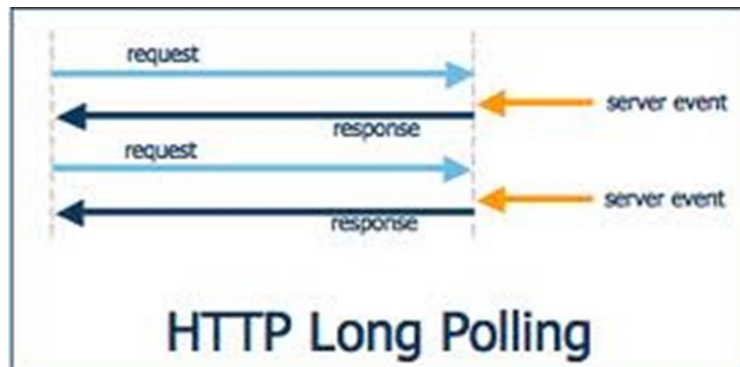 request
server event
response
request
server event
response
HTTP Long Polling